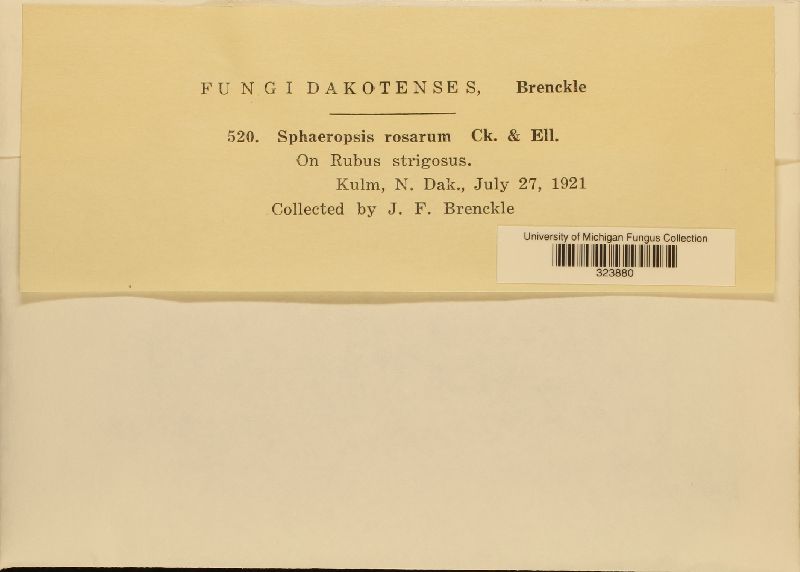 FUNGI DAKOTENSES, Brenckle
520. Sphaeropsis rosarum Ck. & Ell.
On Rubus strigosus.
Kulm, N. Dak., July 27, 1921
Collected by J. F. Brenckle
University of Michigan Fungus Collection
323880